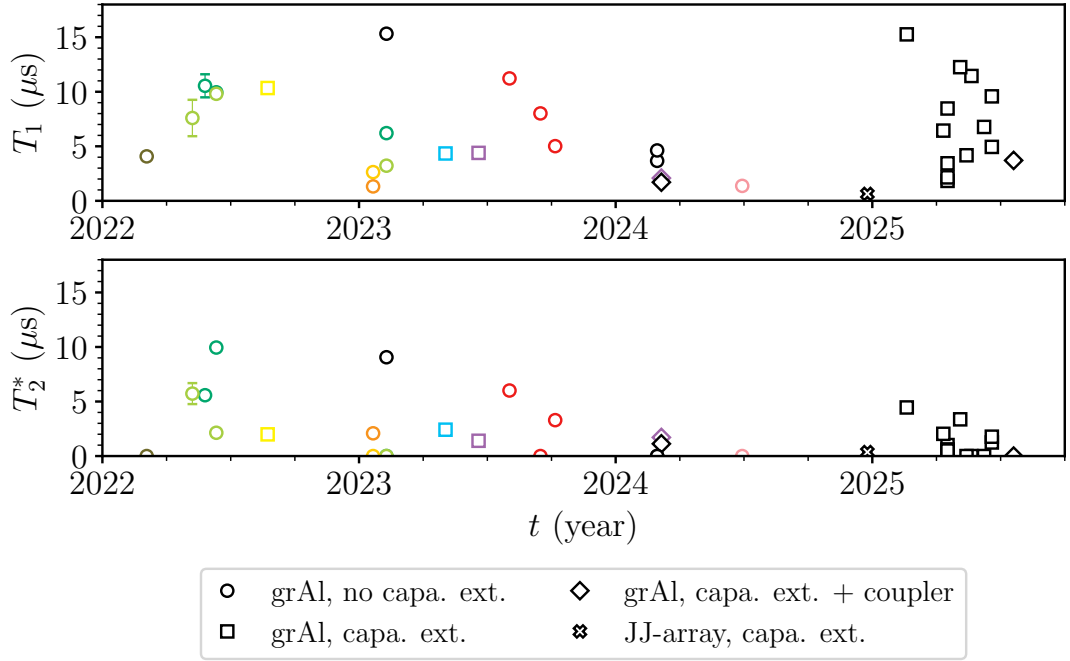 15
10
5
0
T₁ (μs)
2022
2023
2024
2025
15
10
5
0
T₂* (μs)
2022
2023
2024
2025
t (year)
grAl, no capa. ext.
grAl, capa. ext. + coupler
grAl, capa. ext.
JJ-array, capa. ext.